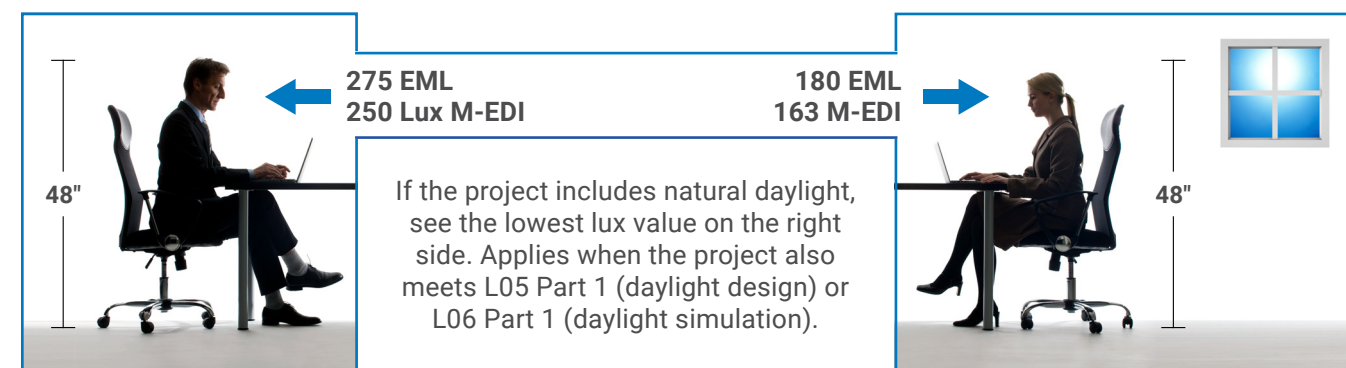 48"
275 EML
250 Lux M-EDI
180 EML
163 M-EDI
If the project includes natural daylight,
see the lowest lux value on the right
side. Applies when the project also
meets L05 Part 1 (daylight design) or
L06 Part 1 (daylight simulation).
48"